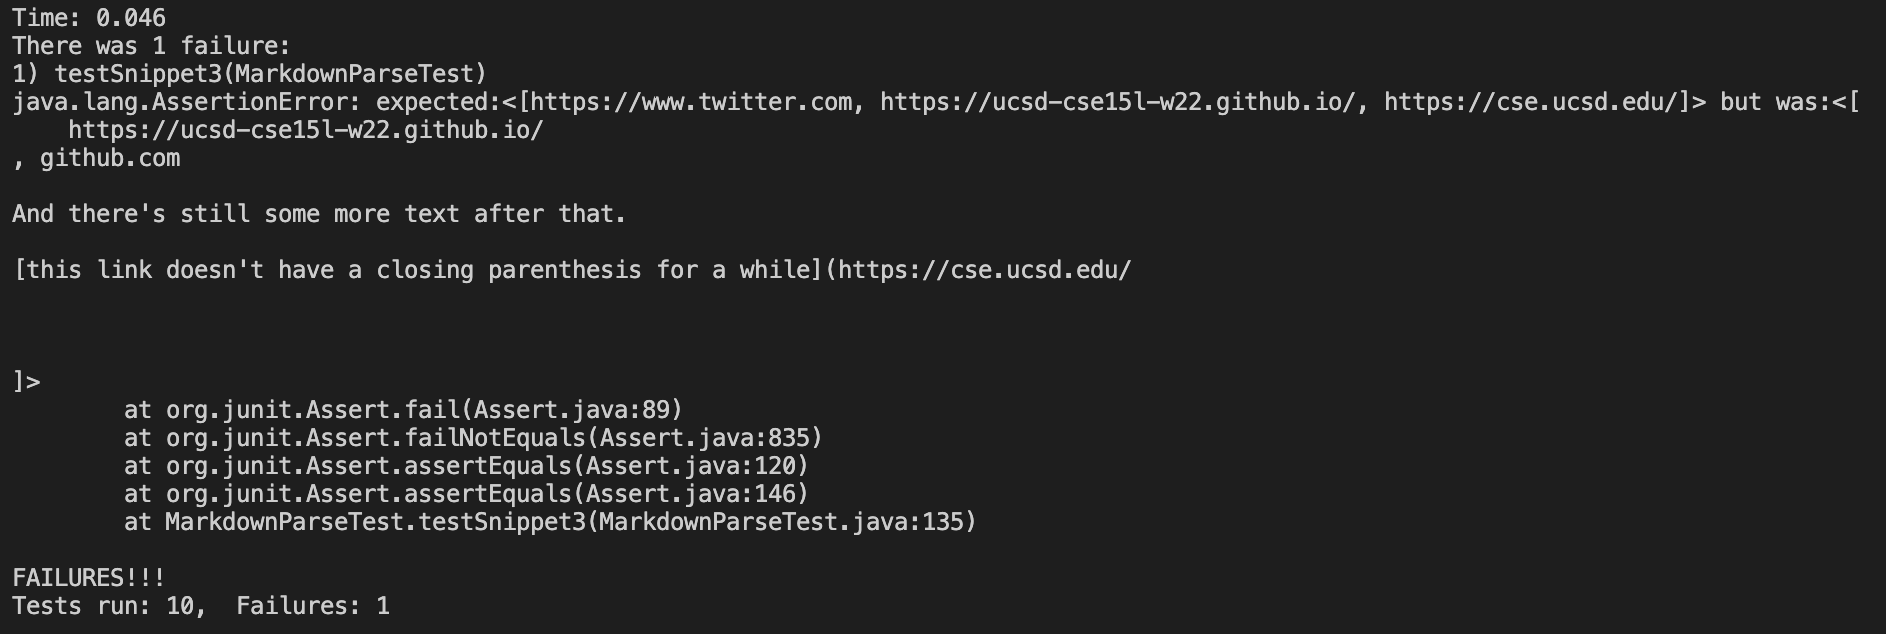 Time: 0.046
There was 1 failure:
1) testSnippet3(MarkdownParseTest)
java.lang.AssertionError: expected:<[https://www.twitter.com, https://ucsd-cse15l-w22.github.io/, https://cse.ucsd.edu/]> but was:<[
    https://ucsd-cse15l-w22.github.io/
, github.com

And there's still some more text after that.

[this link doesn't have a closing parenthesis for a while](https://cse.ucsd.edu/



]>
        at org.junit.Assert.fail(Assert.java:89)
        at org.junit.Assert.failNotEquals(Assert.java:835)
        at org.junit.Assert.assertEquals(Assert.java:120)
        at org.junit.Assert.assertEquals(Assert.java:146)
        at MarkdownParseTest.testSnippet3(MarkdownParseTest.java:135)

FAILURES!!!
Tests run: 10,  Failures: 1